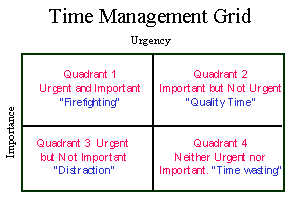 Time Management Grid
Urgency
Importance
Quadrant 1
Urgent and Important
"Firefighting"
Quadrant 2
Important but Not Urgent
"Quality Time"
Quadrant 3 Urgent
but Not Important
"Distraction"
Quadrant 4
Neither Urgent nor
Important. "Time wasting"